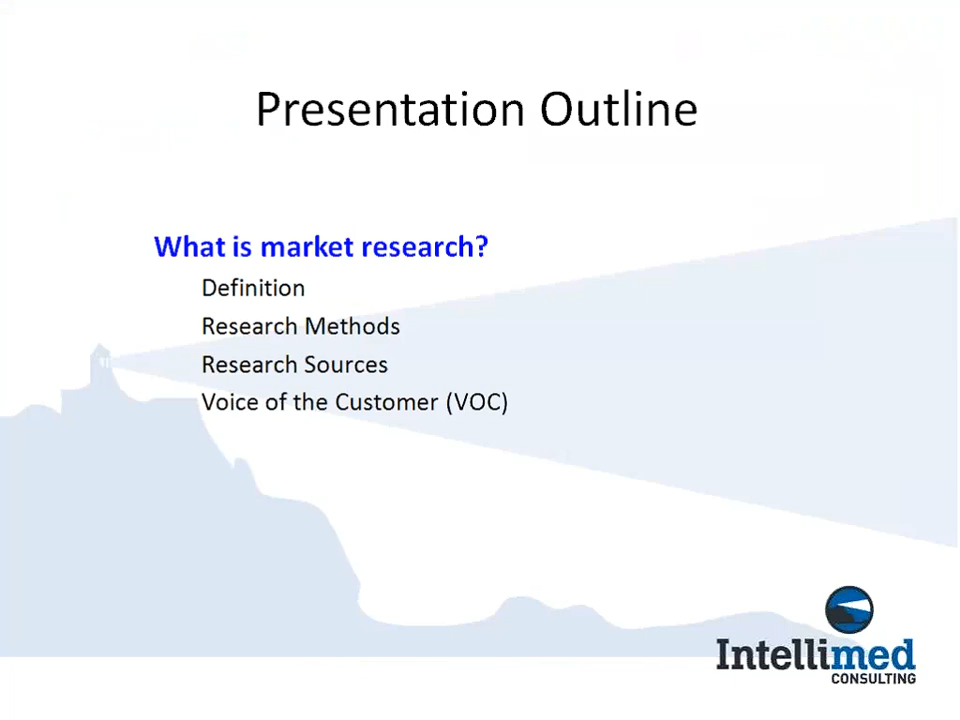 Presentation Outline
What is market research?
Definition
Research Methods
Research Sources
Voice of the Customer (VOC)
Intellimed
CONSULTING